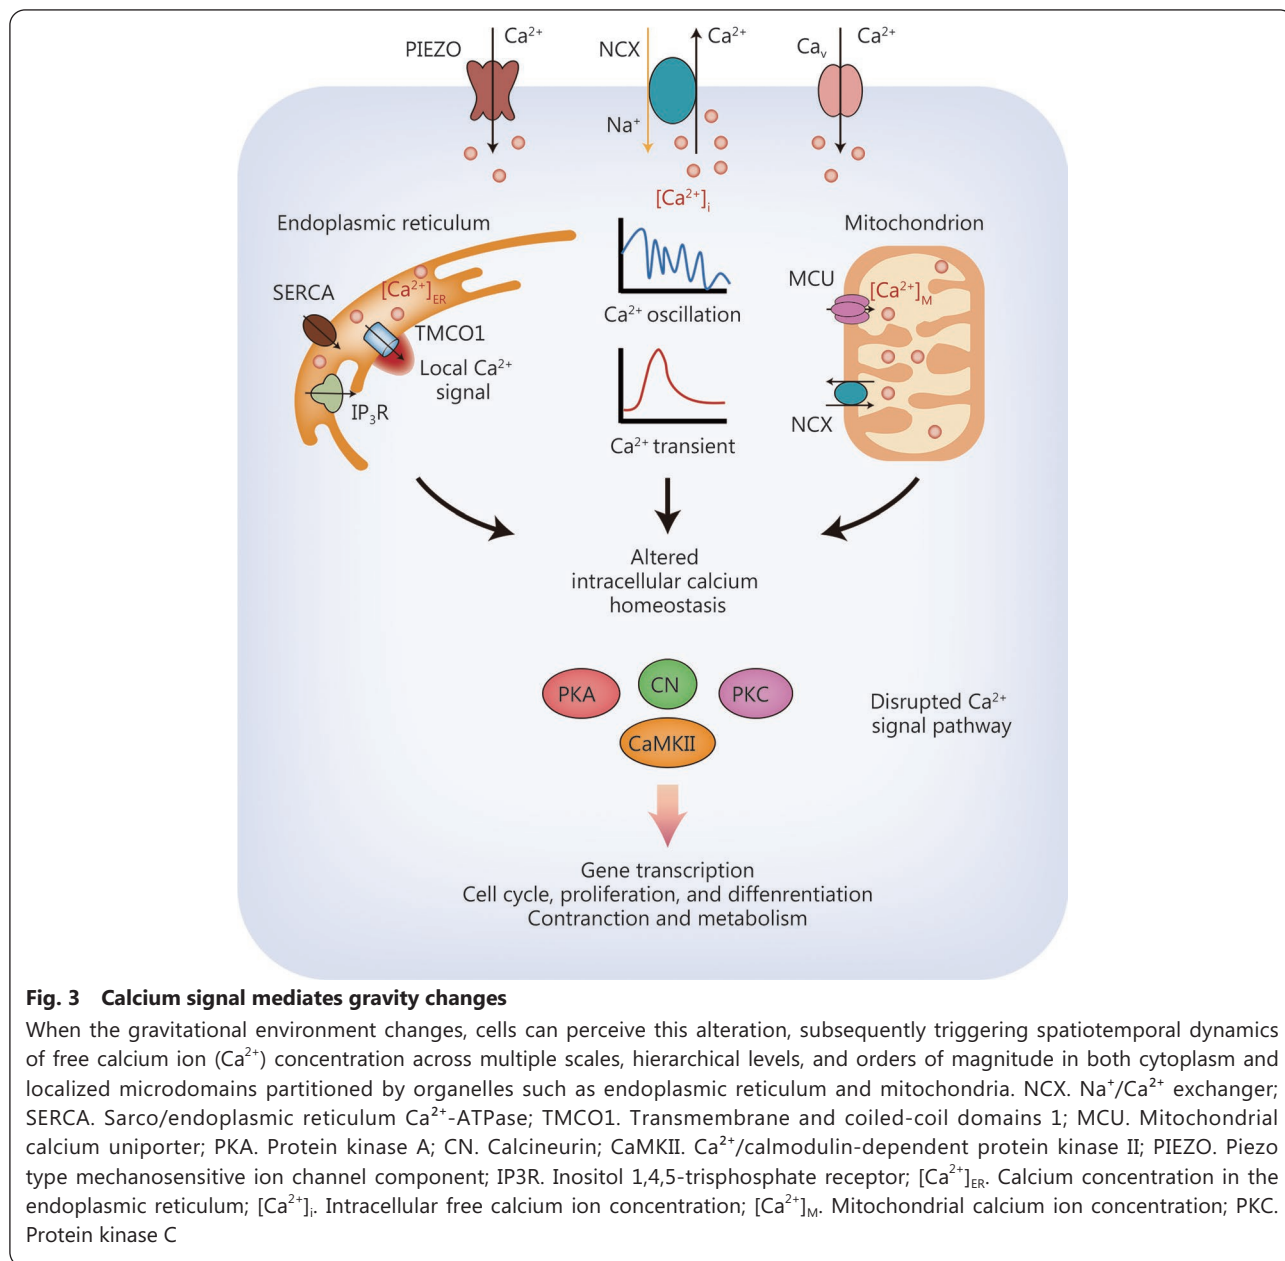 PIEZO
Ca²⁺
NCX
Ca²⁺
Na⁺
Caᵥ
Ca²⁺
[Ca²⁺]ᵢ
Endoplasmic reticulum
Mitochondrion
SERCA
[Ca²⁺]ER
TMCO1
Local Ca²⁺
signal
IP₃R
Ca²⁺ oscillation
Ca²⁺ transient
MCU
[Ca²⁺]M
NCX
Altered
intracellular calcium
homeostasis
PKA
CN
PKC
CaMKII
Disrupted Ca²⁺
signal pathway
Gene transcription
Cell cycle, proliferation, and diffenrentiation
Contranction and metabolism
Fig. 3 Calcium signal mediates gravity changes
When the gravitational environment changes, cells can perceive this alteration, subsequently triggering spatiotemporal dynamics
of free calcium ion (Ca²⁺) concentration across multiple scales, hierarchical levels, and orders of magnitude in both cytoplasm and
localized microdomains partitioned by organelles such as endoplasmic reticulum and mitochondria. NCX. Na⁺/Ca²⁺ exchanger;
SERCA. Sarco/endoplasmic reticulum Ca²⁺-ATPase; TMCO1. Transmembrane and coiled-coil domains 1; MCU. Mitochondrial
calcium uniporter; PKA. Protein kinase A; CN. Calcineurin; CaMKII. Ca²⁺/calmodulin-dependent protein kinase II; PIEZO. Piezo
type mechanosensitive ion channel component; IP3R. Inositol 1,4,5-trisphosphate receptor; [Ca²⁺]ER. Calcium concentration in the
endoplasmic reticulum; [Ca²⁺]ᵢ. Intracellular free calcium ion concentration; [Ca²⁺]M. Mitochondrial calcium ion concentration; PKC.
Protein kinase C